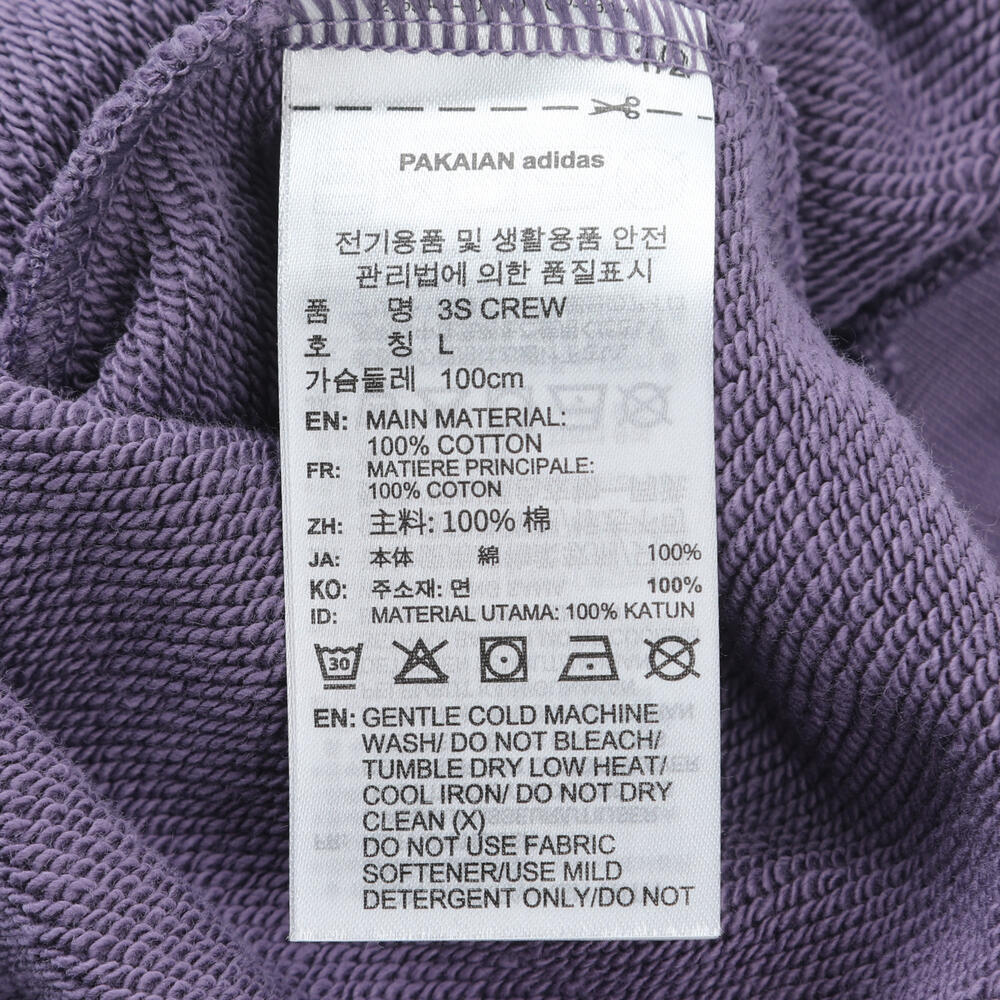 1/2
PAKAIAN adidas
전기용품 및 생활용품 안전
관리법에 의한 품질표시
품 명 3S CREW
호 칭 L
가슴둘레 100cm
EN: MAIN MATERIAL:
100% COTTON
FR: MATIERE PRINCIPALE:
100% COTON
ZH: 主料: 100% 棉
JA: 本体 綿 100%
KO: 주소재: 면 100%
ID: MATERIAL UTAMA: 100% KATUN
30
EN: GENTLE COLD MACHINE
WASH/ DO NOT BLEACH/
TUMBLE DRY LOW HEAT/
COOL IRON/ DO NOT DRY
CLEAN (X)
DO NOT USE FABRIC
SOFTENER/USE MILD
DETERGENT ONLY/DO NOT